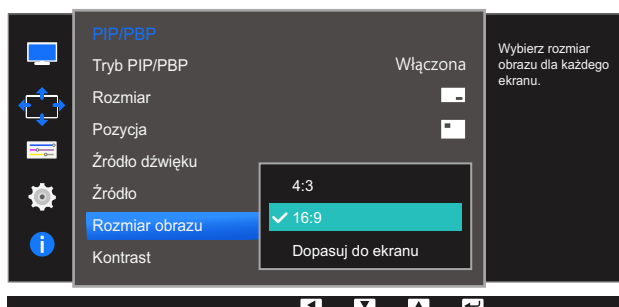 PIP/PBP
Tryb PIP/PBP Włączona
Rozmiar
Pozycja
Źródło dźwięku
Źródło
Rozmiar obrazu
Kontrast
4:3
16:9
Dopasuj do ekranu
Wybierz rozmiar
obrazu dla każdego
ekranu.